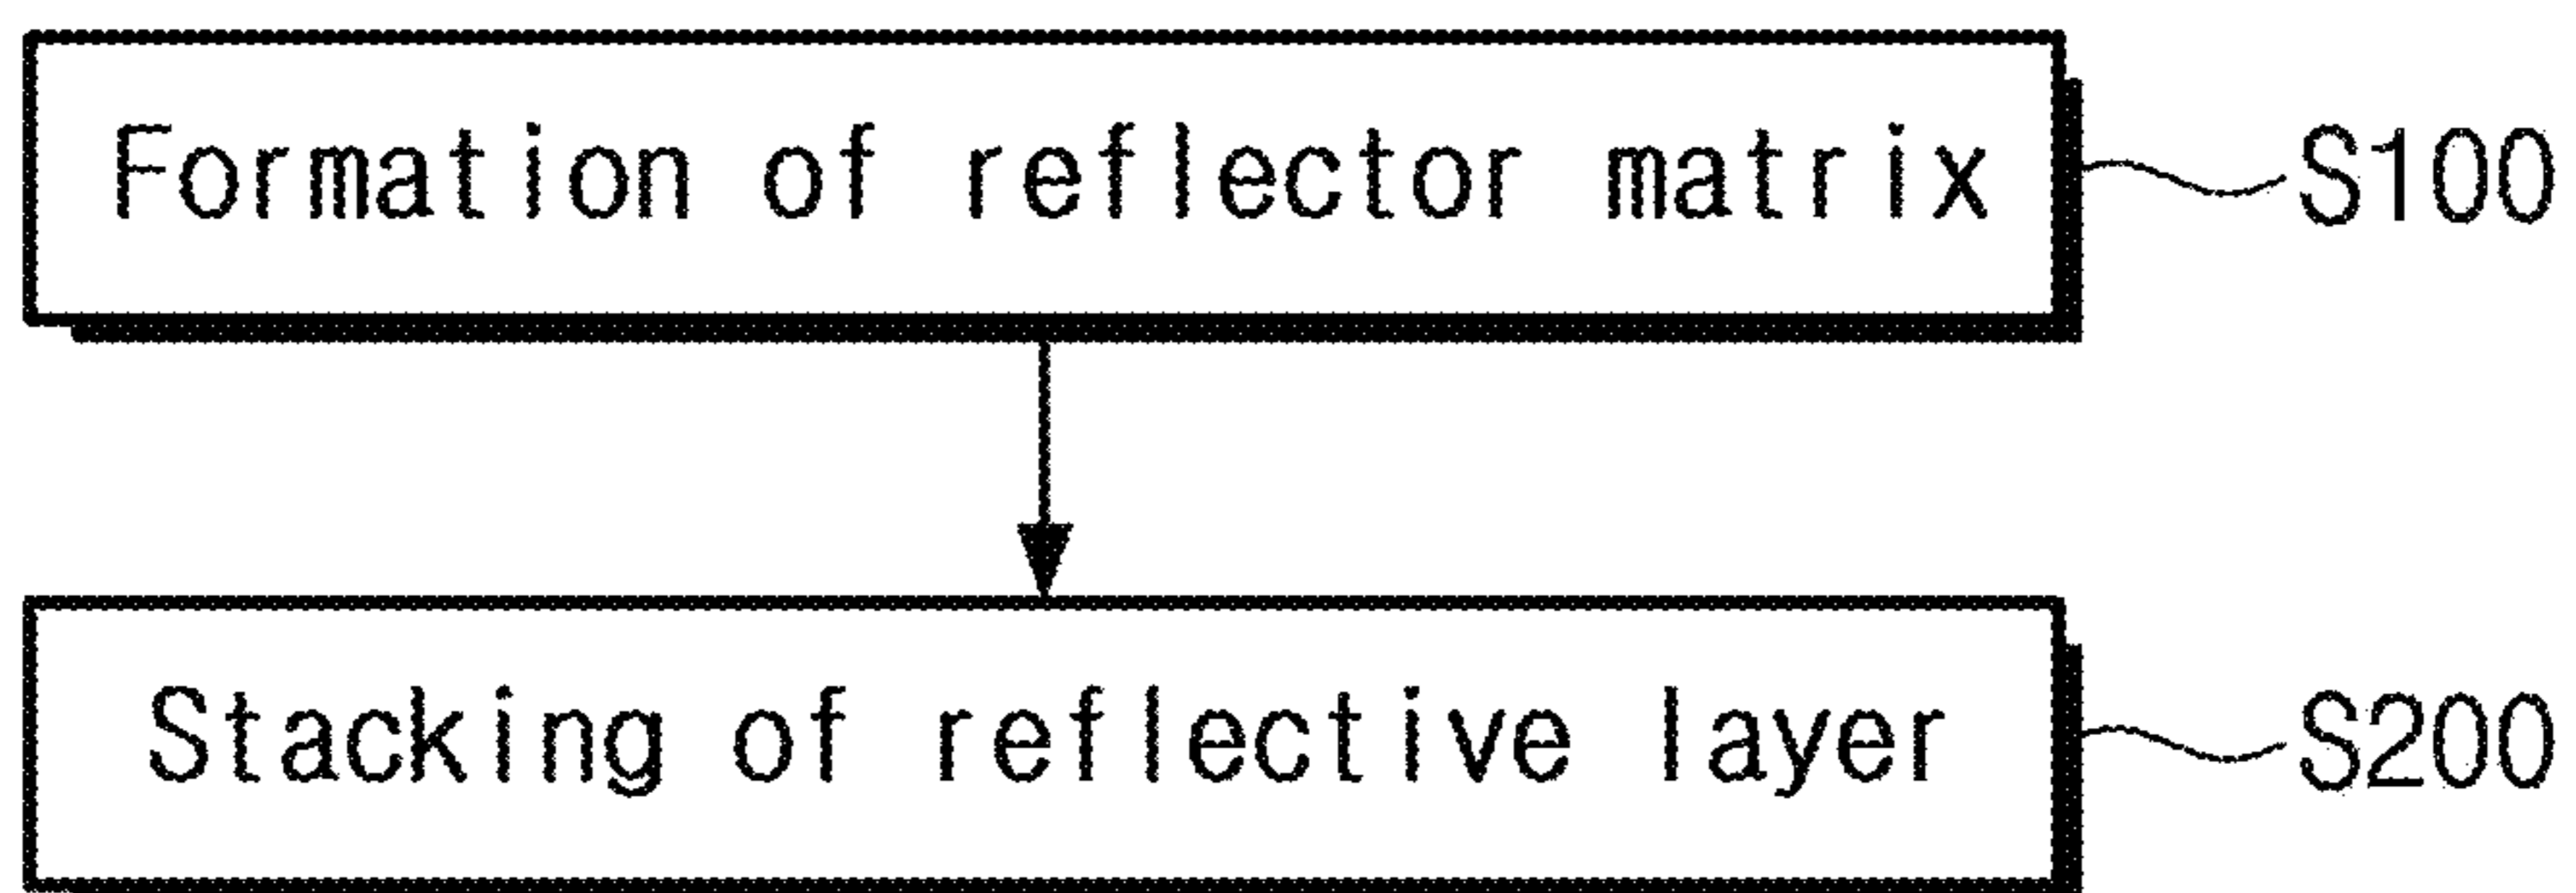 Formation of reflector matrix S100
Stacking of reflective layer S200